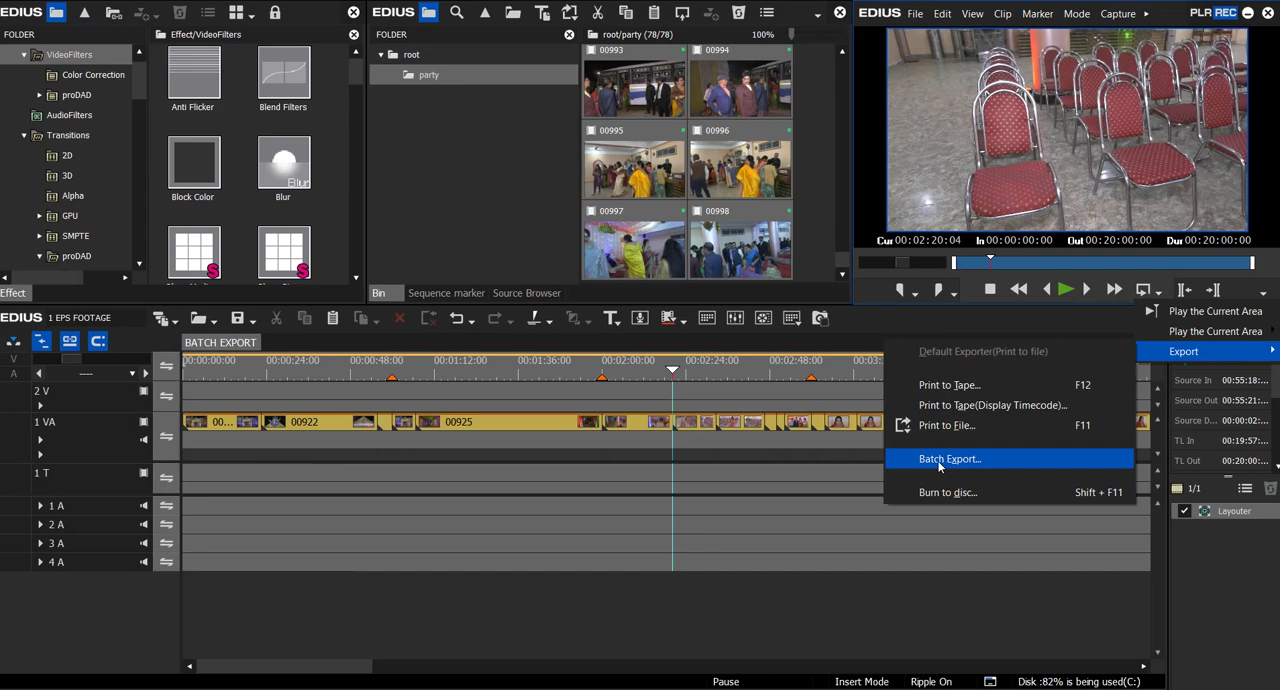 EDIUS
EDIUS
EDIUS File Edit View Clip Marker Mode Capture PLR REC
FOLDER
Effect/VideoFilters
FOLDER
root/party (78/78) 100%
VideoFilters
Color Correction
proDAD
AudioFilters
Transitions
2D
3D
Alpha
GPU
SMPTE
proDAD
Effect
Anti Flicker
Blend Filters
Block Color
Blur
Blur
S
S
root
party
Bin Sequence marker Source Browser
00993 00994
00995 00996
00997 00998
Cur 00:02:20:04 In 00:00:00:00 Out 00:20:00:00 Dur 00:20:00:00
EDIUS 1 EPS FOOTAGE
BATCH EXPORT
00:00:00:00 00:00:24:00 00:00:48:00 00:01:12:00 00:01:36:00 00:02:00:00 00:02:24:00 00:02:48:00 00:03:
V
A ----
2 V
1 VA
00... 00922 00925
1 T
1 A
2 A
3 A
4 A
Play the Current Area
Play the Current Area
Export
Default Exporter(Print to file)
Print to Tape... F12
Print to Tape(Display Timecode)...
Print to File... F11
Batch Export...
Burn to disc... Shift + F11
Source In 00:55:18:...
Source Out 00:55:21:...
Source D... 00:00:00:...
TL In 19:57:...
TL Out 00:20:00:...
1/1
Layouter
Pause Insert Mode Ripple On Disk :82% is being used(C:)